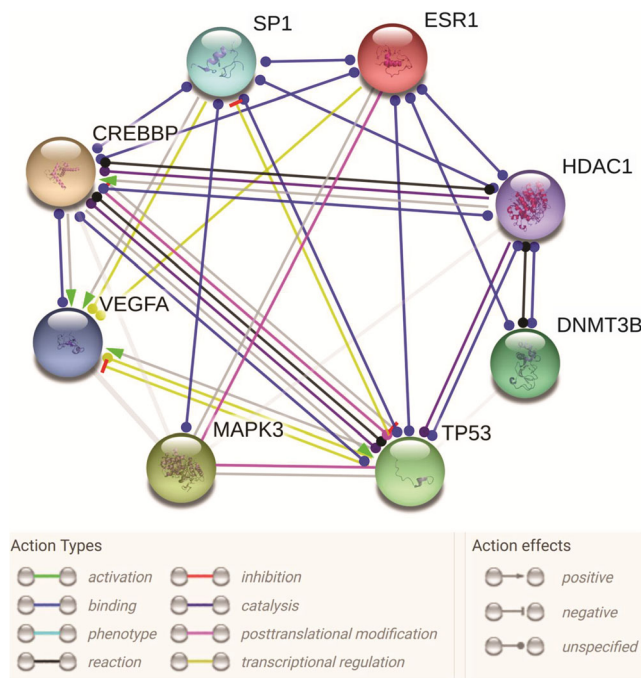 SP1
ESR1
CREBBP
HDAC1
VEGFA
DNMT3B
MAPK3
TP53
Action Types
Action effects
activation
inhibition
positive
binding
catalysis
negative
phenotype
posttranslational modification
unspecified
reaction
transcriptional regulation